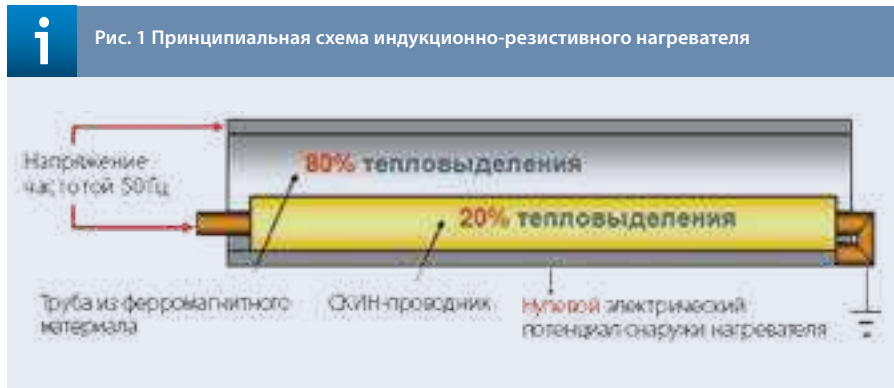 i
Рис. 1 Принципиальная схема индукционно-резистивного нагревателя
Напряжение
частотой 50Гц
80% тепловыделения
20% тепловыделения
Труба из ферромагнитного
материала
СКИН-проводник
Нулевой электрический
потенциал снаружи нагревателя